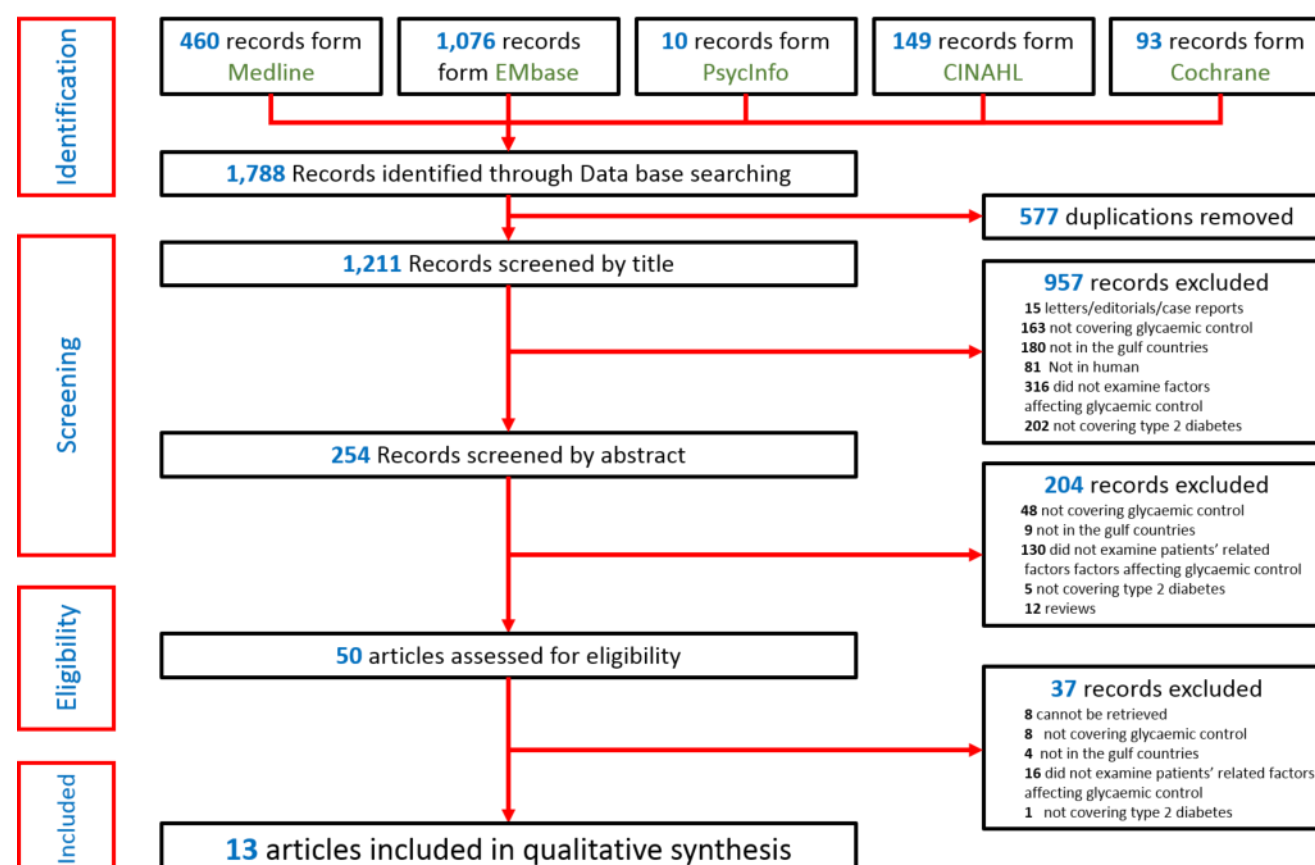 Identification
460 records form
Medline
1,076 records
form EMbase
10 records form
PsycInfo
149 records form
CINAHL
93 records form
Cochrane
1,788 Records identified through Data base searching
577 duplications removed
Screening
1,211 Records screened by title
957 records excluded
15 letters/editorials/case reports
163 not covering glycaemic control
180 not in the gulf countries
81 Not in human
316 did not examine factors
affecting glycaemic control
202 not covering type 2 diabetes
254 Records screened by abstract
204 records excluded
48 not covering glycaemic control
9 not in the gulf countries
130 did not examine patients' related
factors factors affecting glycaemic control
5 not covering type 2 diabetes
12 reviews
Eligibility
50 articles assessed for eligibility
37 records excluded
8 cannot be retrieved
8 not covering glycaemic control
4 not in the gulf countries
16 did not examine patients' related factors
affecting glycaemic control
1 not covering type 2 diabetes
Included
13 articles included in qualitative synthesis